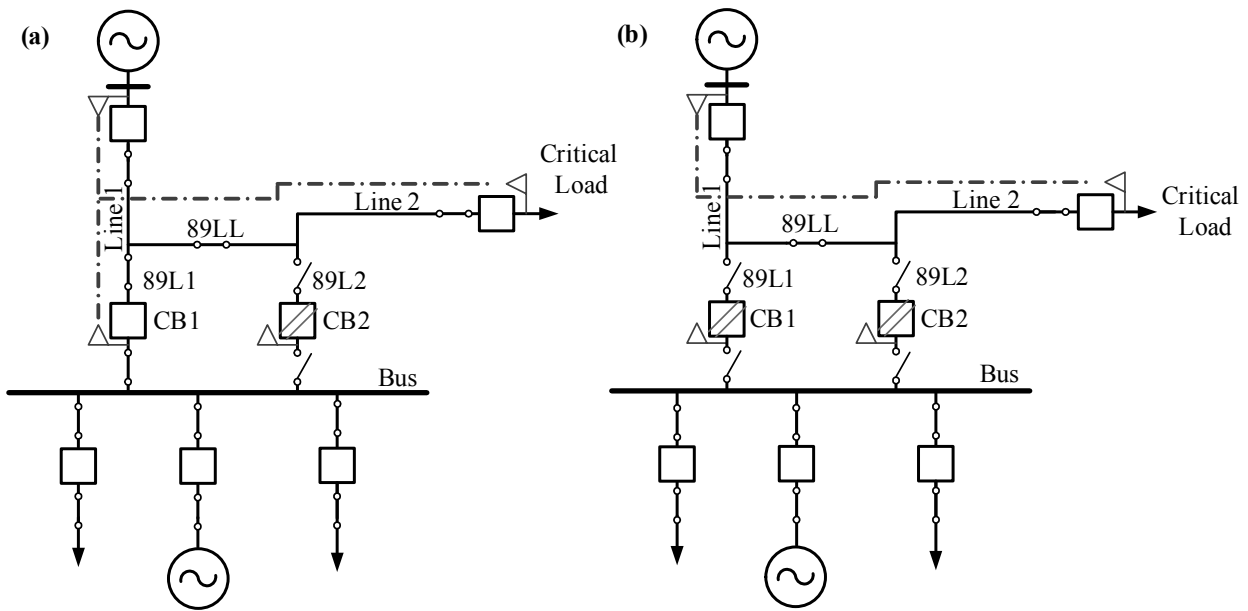 (a)
Critical
Load
Line 1
Line 2
89LL
89L1
89L2
CB1
CB2
Bus
(b)
Critical
Load
Line 1
Line 2
89LL
89L1
89L2
CB1
CB2
Bus